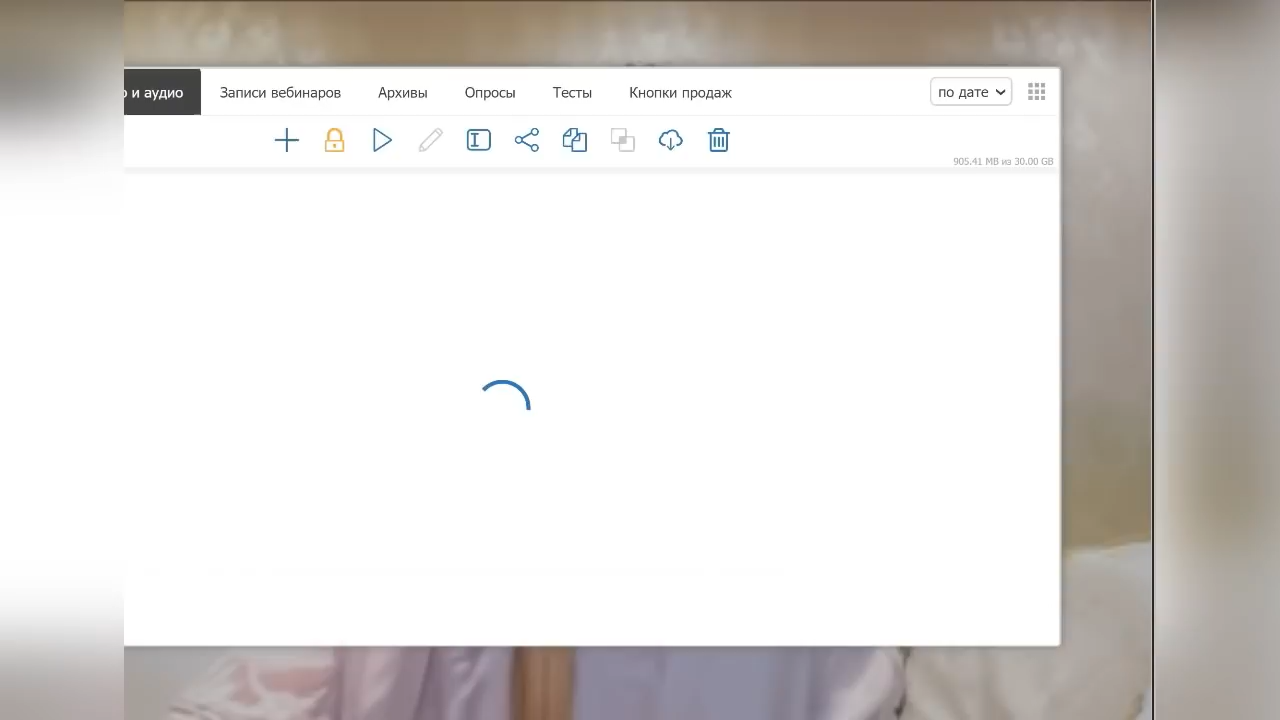 и аудио Записи вебинаров Архивы Опросы Тесты Кнопки продаж по дате
905.41 MB из 30.00 GB